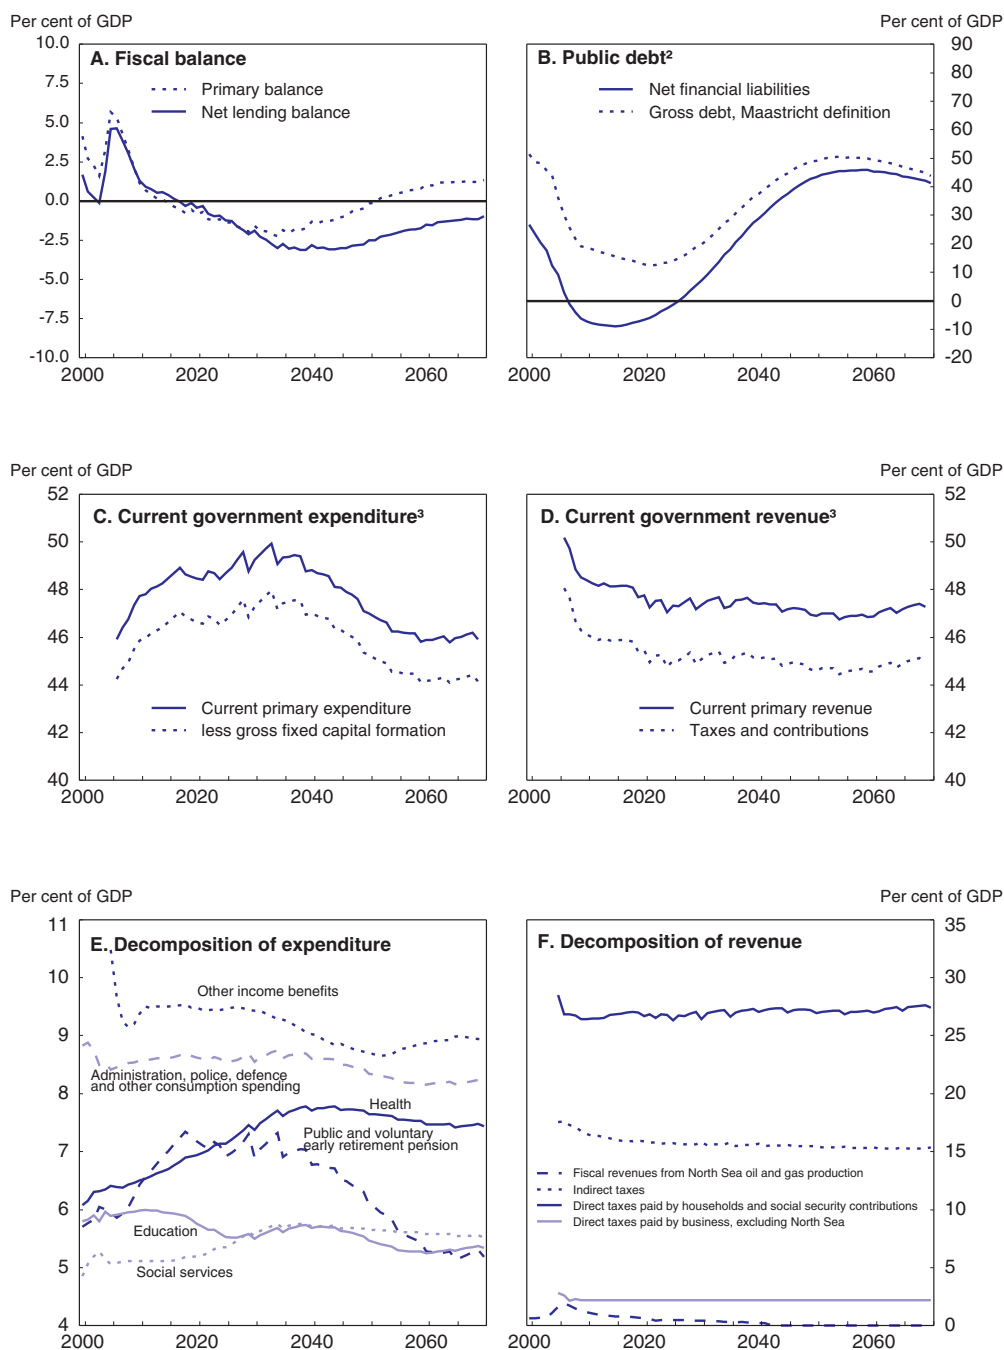 Per cent of GDP
Per cent of GDP
A. Fiscal balance
Primary balance
Net lending balance
10.0
7.5
5.0
2.5
0.0
-2.5
-5.0
-7.5
-10.0
2000 2020 2040 2060
B. Public debt²
Net financial liabilities
Gross debt, Maastricht definition
90
80
70
60
50
40
30
20
10
0
-10
-20
2000 2020 2040 2060
Per cent of GDP
Per cent of GDP
C. Current government expenditure³
52
50
48
46
44
42
40
Current primary expenditure
less gross fixed capital formation
2000 2020 2040 2060
D. Current government revenue³
52
50
48
46
44
42
40
Current primary revenue
Taxes and contributions
2000 2020 2040 2060
Per cent of GDP
Per cent of GDP
E. Decomposition of expenditure
11
10
9
8
7
6
5
4
Other income benefits
Administration, police, defence
and other consumption spending
Health
Public and voluntary
early retirement pension
Education
Social services
2000 2020 2040 2060
F. Decomposition of revenue
35
30
25
20
15
10
5
0
Fiscal revenues from North Sea oil and gas production
Indirect taxes
Direct taxes paid by households and social security contributions
Direct taxes paid by business, excluding North Sea
2000 2020 2040 2060